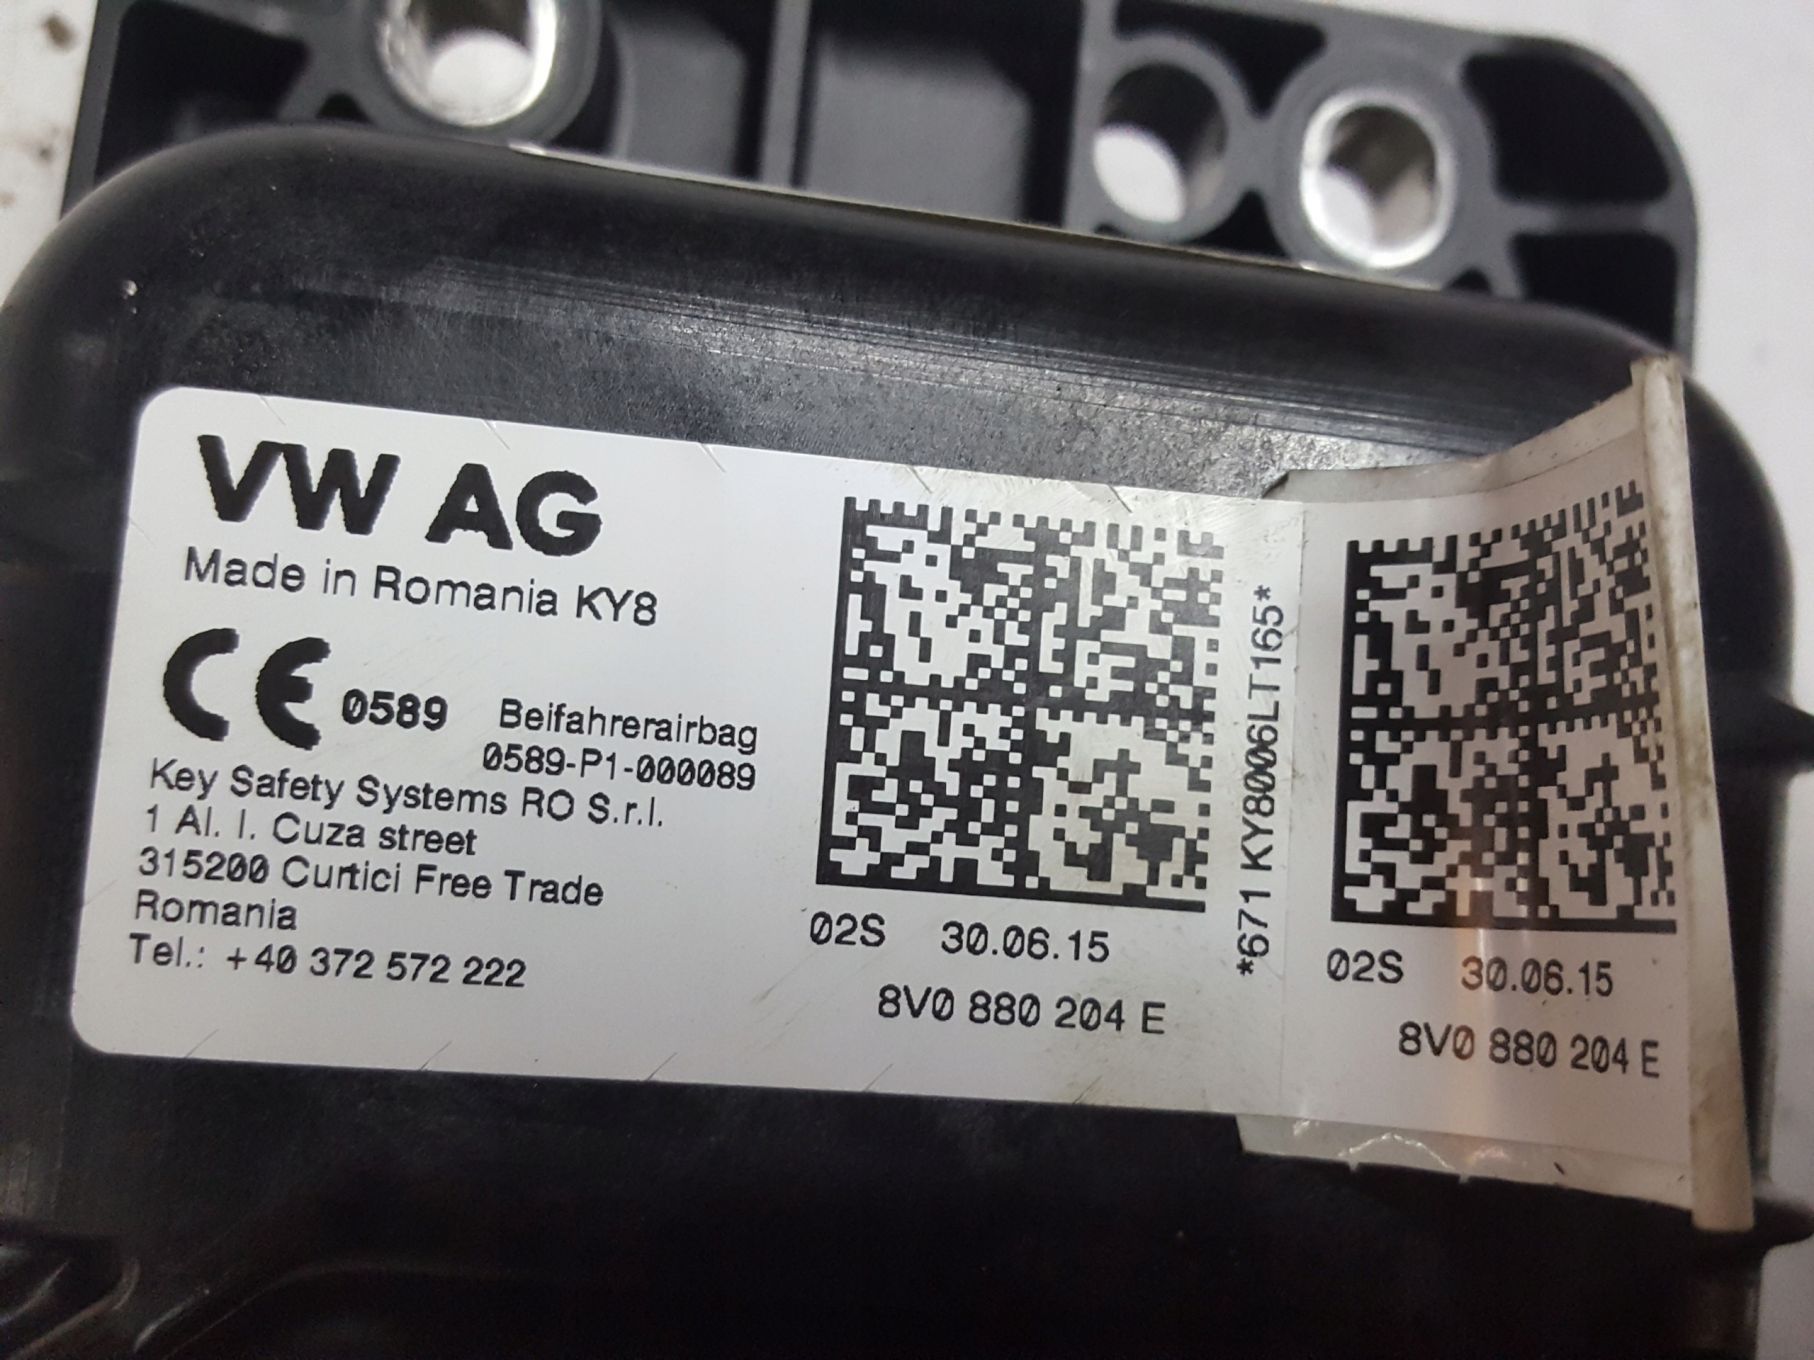 VW AG
Made in Romania KY8
CE 0589 Beifahrerairbag
0589-P1-000089
Key Safety Systems RO S.r.l.
1 Al. I. Cuza street
315200 Curtici Free Trade
Romania
Tel.: +40 372 572 222
02S 30.06.15
8V0 880 204 E
*671 KY8006LT165*
02S 30.06.15
8V0 880 204 E